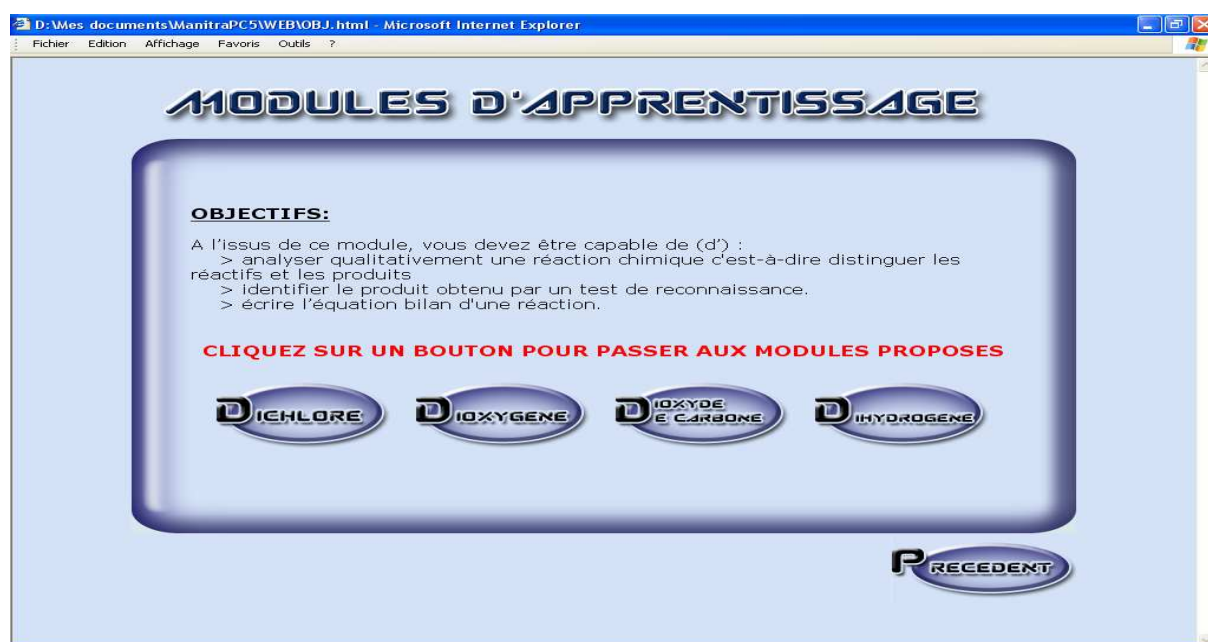 D:\Mes documents\ManitraPC5\WEB\OBJ.html - Microsoft Internet Explorer
Fichier Edition Affichage Favoris Outils ?
MODULES D'APPRENTISSAGE
OBJECTIFS:
A l'issus de ce module, vous devez être capable de (d') :
> analyser qualitativement une réaction chimique c'est-à-dire distinguer les
réactifs et les produits
> identifier le produit obtenu par un test de reconnaissance.
> écrire l'équation bilan d'une réaction.
CLIQUEZ SUR UN BOUTON POUR PASSER AUX MODULES PROPOSES
DICHLORE DIOXYGENE DIOXYDE DE CARBONE DIHYDROGENE
PRECEDENT